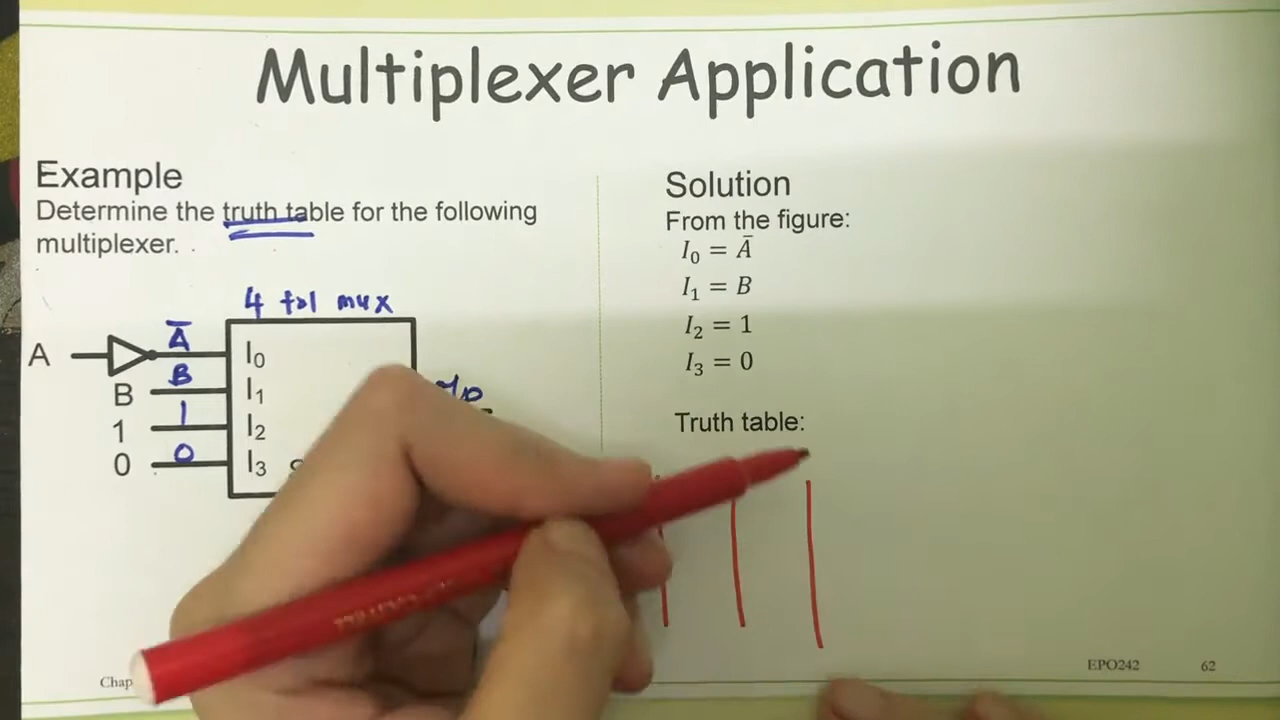 Multiplexer Application
Example
Determine the truth table for the following
multiplexer.
4 to1 mux
A
Ā
I0
B
B
I1
1
1
I2
0
0
I3
Solution
From the figure:
I0 = Ā
I1 = B
I2 = 1
I3 = 0
Truth table:
Chap
EPO242
62